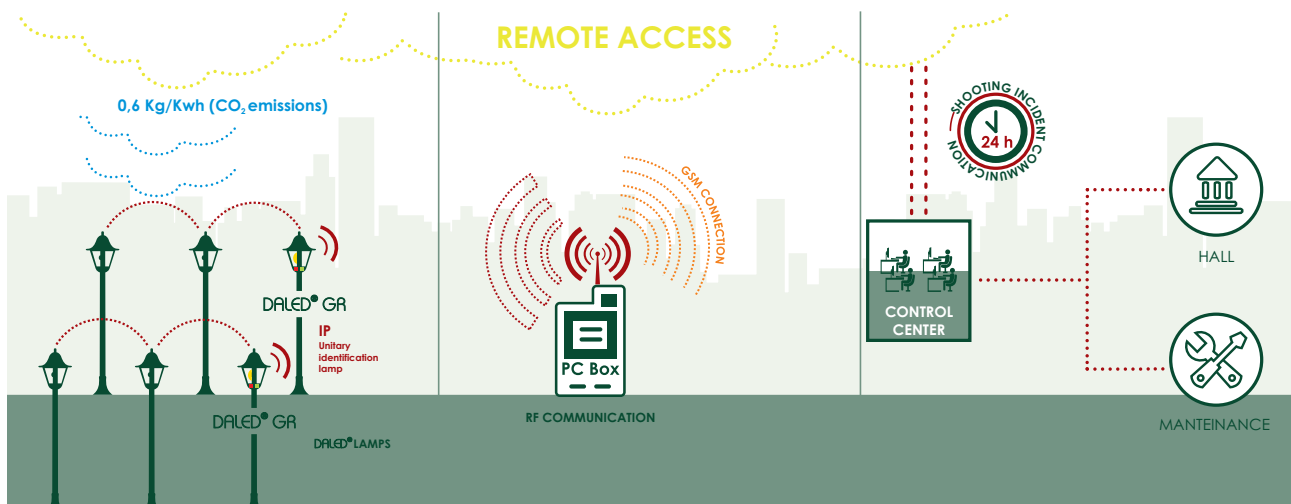 REMOTE ACCESS
0,6 Kg/Kwh (CO₂ emissions)
DALED® GR
IP
Unitary
identification
lamp
DALED® GR
DALED® LAMPS
GSM CONNECTION
PC Box
RF COMMUNICATION
SHOOTING INCIDENT COMMUNICATION
24 h
CONTROL
CENTER
HALL
MANTEINANCE